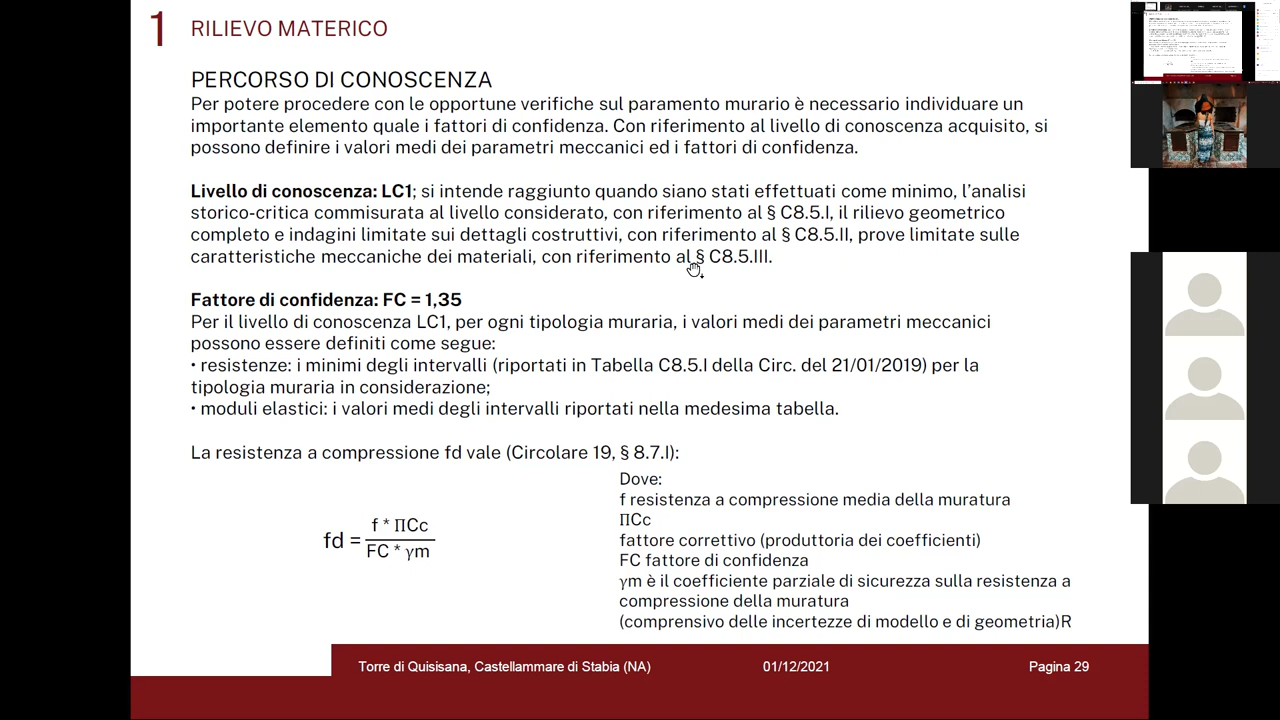 1 RILIEVO MATERICO
PERCORSO DI CONOSCENZA
Per potere procedere con le opportune verifiche sul paramento murario è necessario individuare un
importante elemento quale i fattori di confidenza. Con riferimento al livello di conoscenza acquisito, si
possono definire i valori medi dei parametri meccanici ed i fattori di confidenza.
Livello di conoscenza: LC1; si intende raggiunto quando siano stati effettuati come minimo, l'analisi
storico-critica commisurata al livello considerato, con riferimento al § C8.5.I, il rilievo geometrico
completo e indagini limitate sui dettagli costruttivi, con riferimento al § C8.5.II, prove limitate sulle
caratteristiche meccaniche dei materiali, con riferimento al § C8.5.III.
Fattore di confidenza: FC = 1,35
Per il livello di conoscenza LC1, per ogni tipologia muraria, i valori medi dei parametri meccanici
possono essere definiti come segue:
• resistenze: i minimi degli intervalli (riportati in Tabella C8.5.I della Circ. del 21/01/2019) per la
tipologia muraria in considerazione;
• moduli elastici: i valori medi degli intervalli riportati nella medesima tabella.
La resistenza a compressione fd vale (Circolare 19, § 8.7.I):
fd = f * ΠCc
FC * γm
Dove:
f resistenza a compressione media della muratura
ΠCc
fattore correttivo (produttoria dei coefficienti)
FC fattore di confidenza
γm è il coefficiente parziale di sicurezza sulla resistenza a
compressione della muratura
(comprensivo delle incertezze di modello e di geometria)R
Torre di Quisisana, Castellammare di Stabia (NA) 01/12/2021 Pagina 29